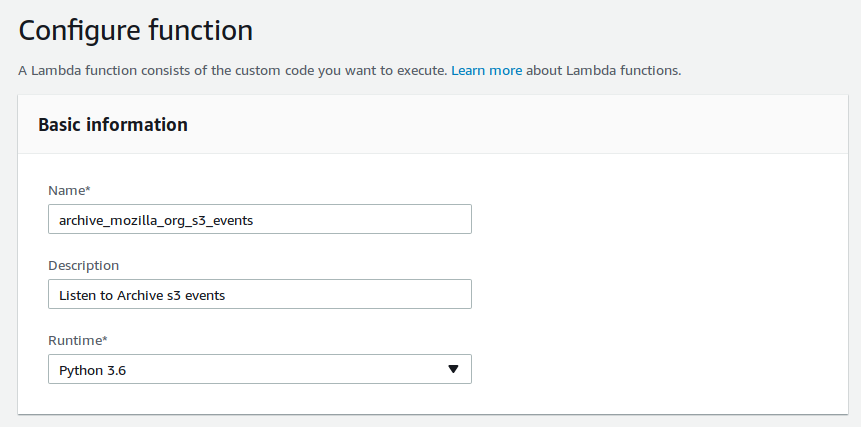 Configure function
A Lambda function consists of the custom code you want to execute. Learn more about Lambda functions.
Basic information
Name*
archive_mozilla_org_s3_events
Description
Listen to Archive s3 events
Runtime*
Python 3.6